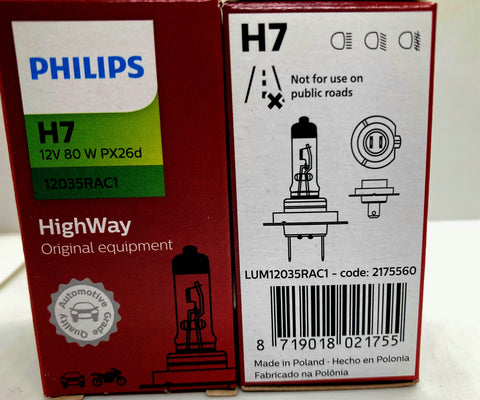 PHILIPS
H7
12V 80 W PX26d
12035RAC1
HighWay
Original equipment
Automotive Grade Quality
H7
Not for use on
public roads
LUM12035RAC1 - code: 2175560
8 719018 021755
Made in Poland · Hecho en Polonia
Fabricado na Polônia